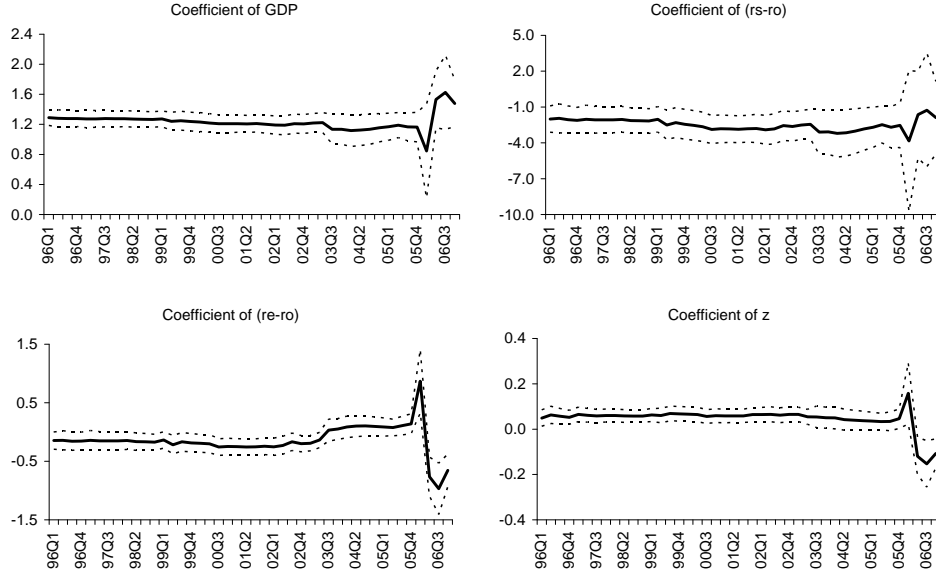 Coefficient of GDP
2.4
2.0
1.6
1.2
0.8
0.4
0.0
96Q1
96Q4
97Q3
98Q2
99Q1
99Q4
00Q3
01Q2
02Q1
02Q4
03Q3
04Q2
05Q1
05Q4
06Q3
Coefficient of (rs-ro)
5.0
2.0
-1.0
-4.0
-7.0
-10.0
96Q1
96Q4
97Q3
98Q2
99Q1
99Q4
00Q3
01Q2
02Q1
02Q4
03Q3
04Q2
05Q1
05Q4
06Q3
Coefficient of (re-ro)
1.5
0.5
-0.5
-1.5
96Q1
96Q4
97Q3
98Q2
99Q1
99Q4
00Q3
01Q2
02Q1
02Q4
03Q3
04Q2
05Q1
05Q4
06Q3
Coefficient of z
0.4
0.2
0.0
-0.2
-0.4
96Q1
96Q4
97Q3
98Q2
99Q1
99Q4
00Q3
01Q2
02Q1
02Q4
03Q3
04Q2
05Q1
05Q4
06Q3